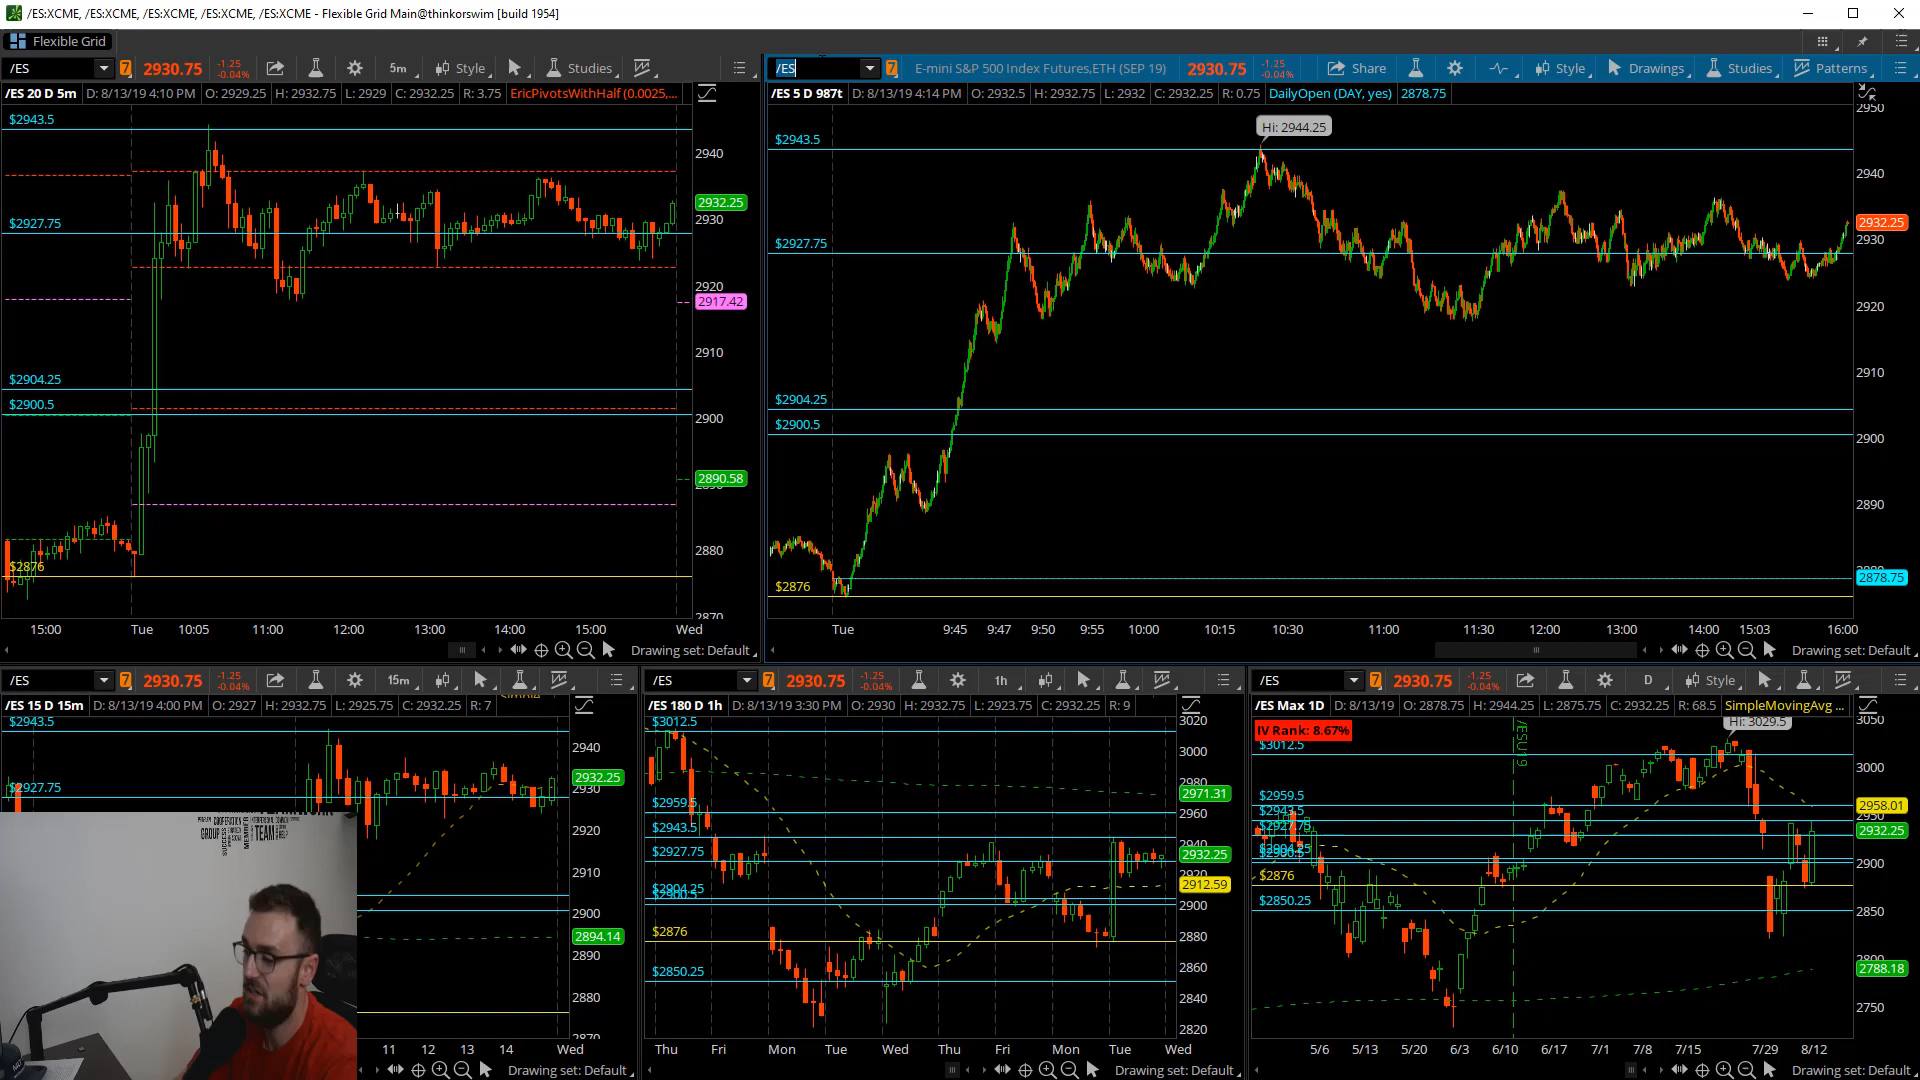 /ES:XCME, /ES:XCME, /ES:XCME, /ES:XCME, /ES:XCME - Flexible Grid Main@thinkorswim [build 1954]
Flexible Grid
/ES 7 2930.75 -1.25 -0.04% 5m Style Studies
/ES 20 D 5m D: 8/13/19 4:10 PM O: 2929.25 H: 2932.75 L: 2929 C: 2932.25 R: 3.75 EricPivotsWithHalf (0.0025,...
$2943.5
$2927.75
$2904.25
$2900.5
$2876
2940
2932.25
2930
2920
2917.42
2910
2900
2890.58
2880
2870
15:00 Tue 10:05 11:00 12:00 13:00 14:00 15:00 Wed
Drawing set: Default
/ES 7 E-mini S&P 500 Index Futures,ETH (SEP 19) 2930.75 -1.25 -0.04% Share Style Drawings Studies Patterns
/ES 5 D 987t D: 8/13/19 4:14 PM O: 2932.5 H: 2932.75 L: 2932 C: 2932.25 R: 0.75 DailyOpen (DAY, yes) 2878.75
Hi: 2944.25
$2943.5
$2927.75
$2904.25
$2900.5
$2876
2950
2940
2932.25
2930
2920
2910
2900
2890
2878.75
Tue 9:45 9:47 9:50 9:55 10:00 10:15 10:30 11:00 11:30 12:00 13:00 14:00 15:03 16:00
Drawing set: Default
/ES 7 2930.75 -1.25 -0.04% 15m
/ES 15 D 15m D: 8/13/19 4:00 PM O: 2927 H: 2932.75 L: 2925.75 C: 2932.25 R: 7
$2943.5
$2927.75
2940
2932.25
2930
2920
2910
2900
2894.14
2890
2880
2870
11 12 13 14 Wed
Drawing set: Default
COOPERATION
GROUP
TEAM
MEMBER
SUCCESS
/ES 7 2930.75 -1.25 -0.04% 1h
/ES 180 D 1h D: 8/13/19 3:30 PM O: 2930 H: 2932.75 L: 2923.75 C: 2932.25 R: 9
$3012.5
$2959.5
$2943.5
$2927.75
$2904.25
$2900.5
$2876
$2850.25
3020
3000
2980
2971.31
2960
2940
2932.25
2920
2912.59
2900
2880
2860
2840
2820
Thu Fri Mon Tue Wed Thu Fri Mon Tue Wed
Drawing set: Default
/ES 7 2930.75 -1.25 -0.04% D Style
/ES Max 1D D: 8/13/19 O: 2878.75 H: 2944.25 L: 2875.75 C: 2932.25 R: 68.5 SimpleMovingAvg ...
IV Rank: 8.67%
/ESU19
Hi: 3029.5
$3012.5
$2959.5
$2943.5
$2927.75
$2904.25
$2900.5
$2876
$2850.25
3050
3000
2958.01
2950
2932.25
2900
2850
2788.18
2750
5/6 5/13 5/20 6/3 6/10 6/17 7/1 7/8 7/15 7/29 8/12
Drawing set: Default